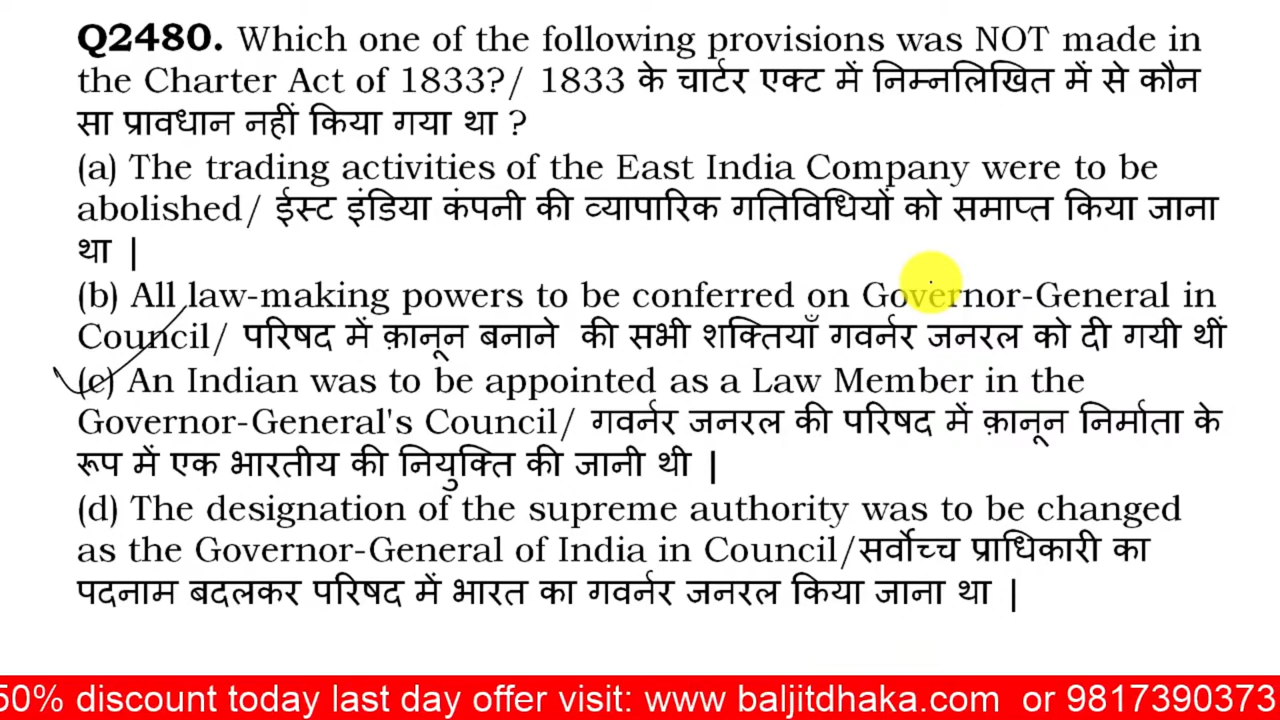 Q2480. Which one of the following provisions was NOT made in
the Charter Act of 1833?/ 1833 के चार्टर एक्ट में निम्नलिखित में से कौन
सा प्रावधान नहीं किया गया था ?
(a) The trading activities of the East India Company were to be
abolished/ ईस्ट इंडिया कंपनी की व्यापारिक गतिविधियों को समाप्त किया जाना
था |
(b) All law-making powers to be conferred on Governor-General in
Council/ परिषद में क़ानून बनाने की सभी शक्तियाँ गवर्नर जनरल को दी गयी थीं
(c) An Indian was to be appointed as a Law Member in the
Governor-General's Council/ गवर्नर जनरल की परिषद में क़ानून निर्माता के
रूप में एक भारतीय की नियुक्ति की जानी थी |
(d) The designation of the supreme authority was to be changed
as the Governor-General of India in Council/सर्वोच्च प्राधिकारी का
पदनाम बदलकर परिषद में भारत का गवर्नर जनरल किया जाना था |
50% discount today last day offer visit: www baljitdhaka.com or 9817390373